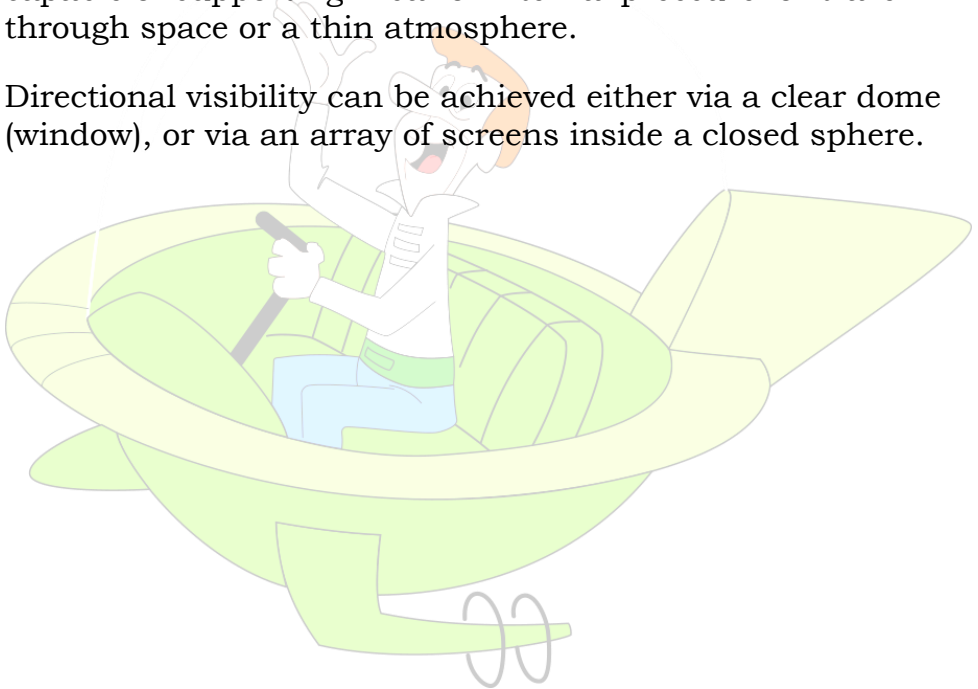 through space or a thin atmosphere.
Directional visibility can be achieved either via a clear dome
(window), or via an array of screens inside a closed sphere.